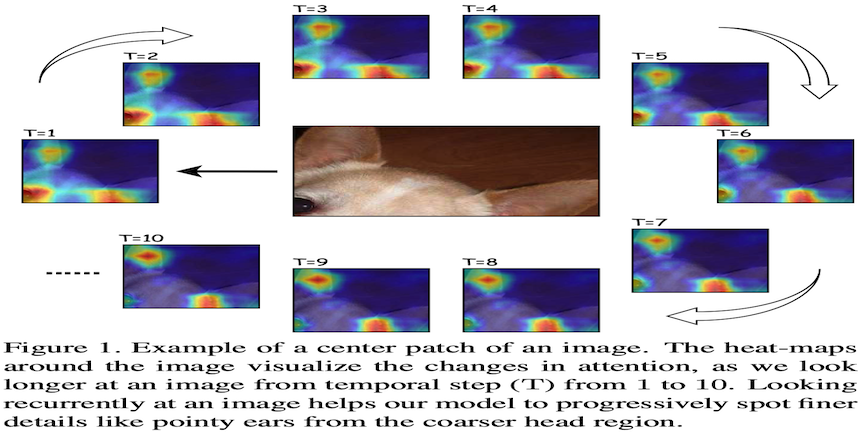 T=3
T=4
T=2
T=5
T=1
T=6
T=10
T=7
T=9
T=8
Figure 1. Example of a center patch of an image. The heat-maps
around the image visualize the changes in attention, as we look
longer at an image from temporal step (T) from 1 to 10. Looking
recurrently at an image helps our model to progressively spot finer
details like pointy ears from the coarser head region.